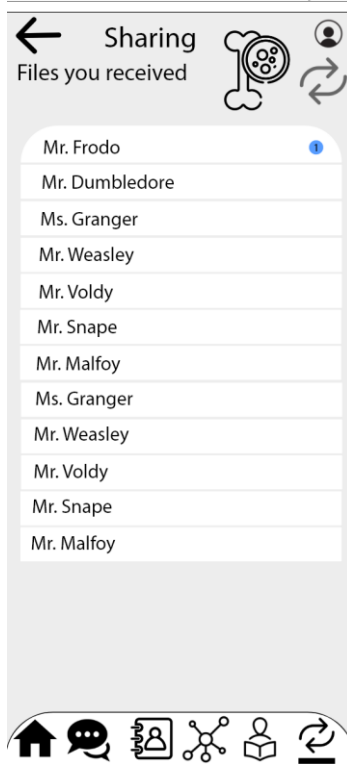 Sharing
Files you received
Mr. Frodo 1
Mr. Dumbledore
Ms. Granger
Mr. Weasley
Mr. Voldy
Mr. Snape
Mr. Malfoy
Ms. Granger
Mr. Weasley
Mr. Voldy
Mr. Snape
Mr. Malfoy